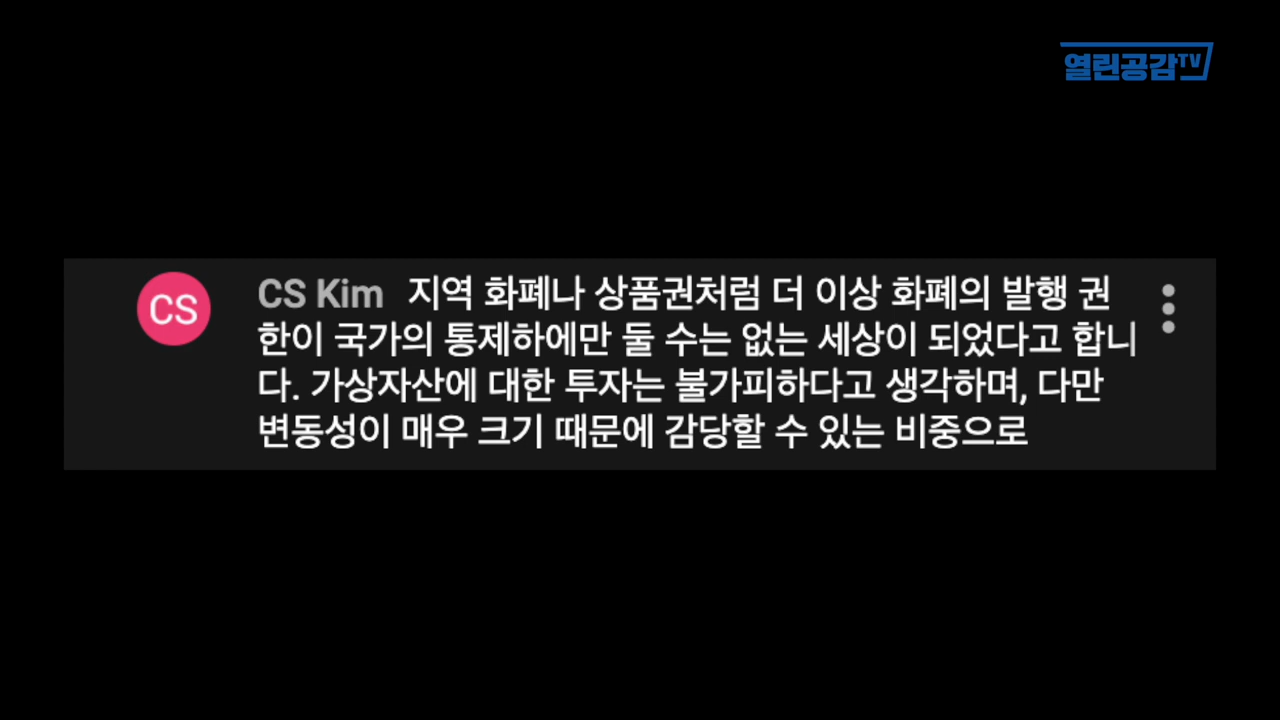 열린공감TV
CS
CS Kim 지역 화폐나 상품권처럼 더 이상 화폐의 발행 권
한이 국가의 통제하에만 둘 수는 없는 세상이 되었다고 합니
다. 가상자산에 대한 투자는 불가피하다고 생각하며, 다만
변동성이 매우 크기 때문에 감당할 수 있는 비중으로